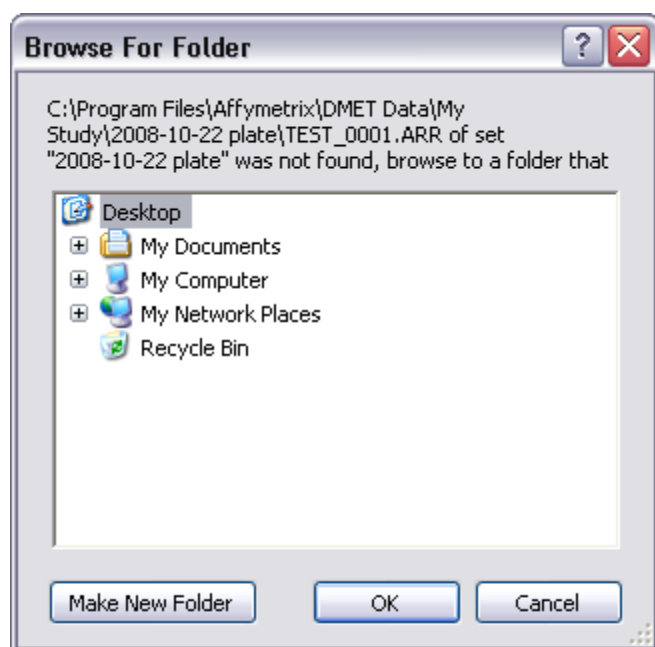 Browse For Folder
C:\Program Files\Affymetrix\DMET Data\My
Study\2008-10-22 plate\TEST_0001.ARR of set
"2008-10-22 plate" was not found, browse to a folder that
Desktop
My Documents
My Computer
My Network Places
Recycle Bin
Make New Folder OK Cancel